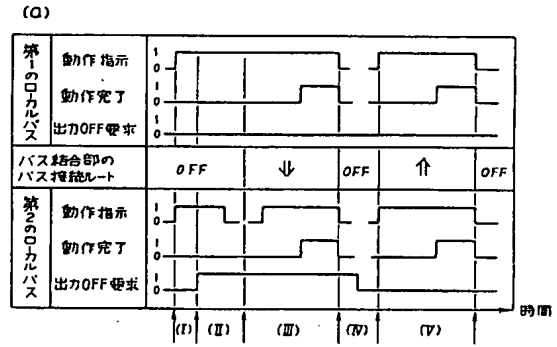 (a)
第1のローカルバス
動作指示
1
0
動作完了
1
0
出力OFF要求
1
0
バス結合部の
バス接続ルート
OFF
⇓
OFF
⇑
OFF
第2のローカルバス
動作指示
1
0
動作完了
1
0
出力OFF要求
1
0
時間
(I)
(II)
(III)
(IV)
(V)